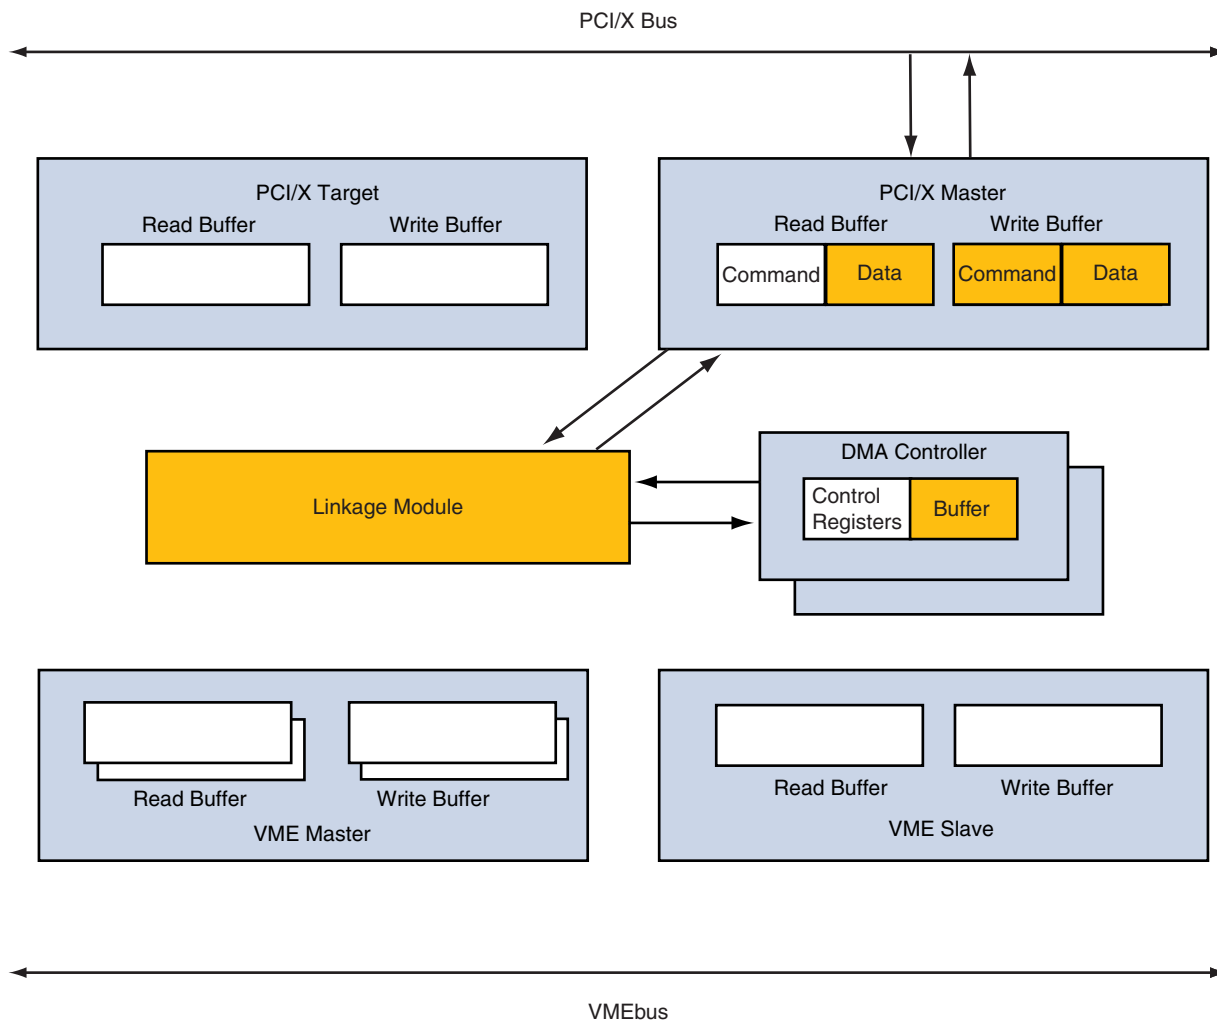 PCI/X Bus
PCI/X Target
Read Buffer
Write Buffer
PCI/X Master
Read Buffer
Write Buffer
Command
Data
Command
Data
Linkage Module
DMA Controller
Control
Registers
Buffer
Read Buffer
Write Buffer
VME Master
Read Buffer
Write Buffer
VME Slave
VMEbus